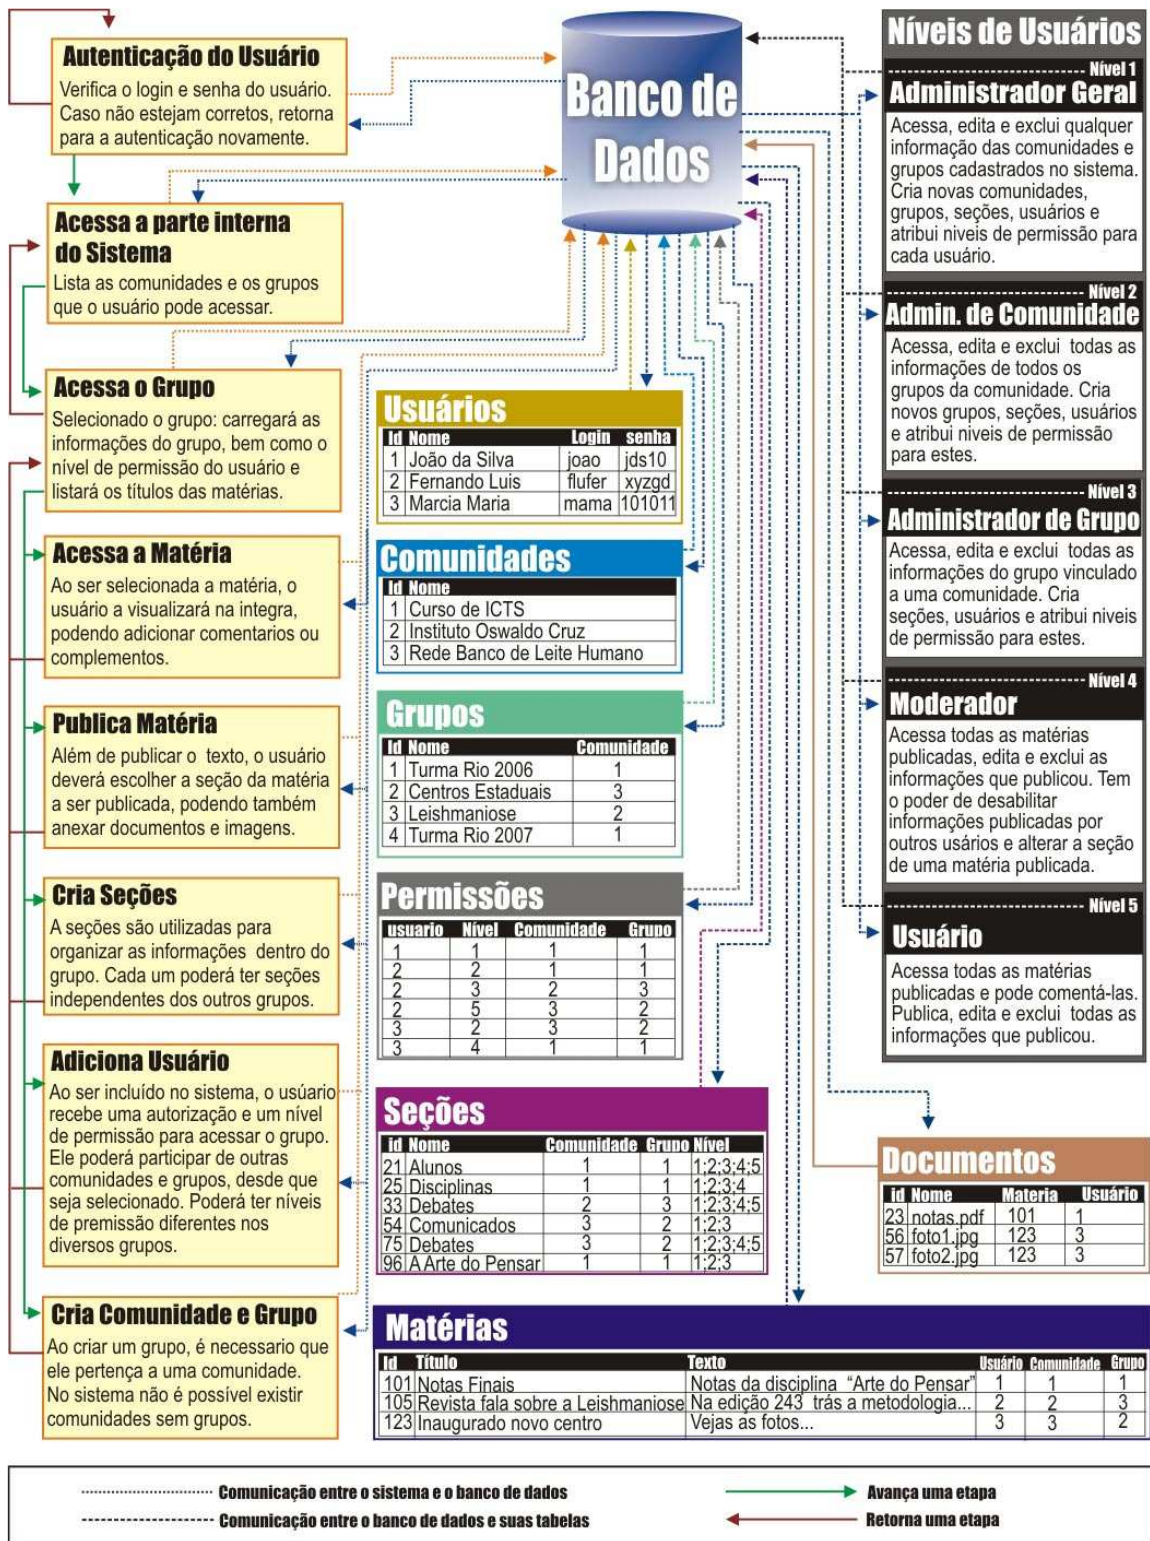 Autenticação do Usuário
Verifica o login e senha do usuário.
Caso não estejam corretos, retorna
para a autenticação novamente.
Acessa a parte interna
do Sistema
Lista as comunidades e os grupos
que o usuário pode acessar.
Acessa o Grupo
Selecionado o grupo: carregará as
informações do grupo, bem como o
nível de permissão do usuário e
listará os títulos das matérias.
Acessa a Matéria
Ao ser selecionada a matéria, o
usuário a visualizará na integra,
podendo adicionar comentarios ou
complementos.
Publica Matéria
Além de publicar o texto, o usuário
deverá escolher a seção da matéria
a ser publicada, podendo também
anexar documentos e imagens.
Cria Seções
A seções são utilizadas para
organizar as informações dentro do
grupo. Cada um poderá ter seções
independentes dos outros grupos.
Adiciona Usuário
Ao ser incluído no sistema, o usúario
recebe uma autorização e um nível
de permissão para acessar o grupo.
Ele poderá participar de outras
comunidades e grupos, desde que
seja selecionado. Poderá ter níveis
de premissão diferentes nos
diversos grupos.
Cria Comunidade e Grupo
Ao criar um grupo, é necessario que
ele pertença a uma comunidade.
No sistema não é possível existir
comunidades sem grupos.
Banco de
Dados
Usuários
Id Nome Login senha
1 João da Silva joao jds10
2 Fernando Luis flufer xyzgd
3 Marcia Maria mama 101011
Comunidades
Id Nome
1 Curso de ICTS
2 Instituto Oswaldo Cruz
3 Rede Banco de Leite Humano
Grupos
Id Nome Comunidade
1 Turma Rio 2006 1
2 Centros Estaduais 3
3 Leishmaniose 2
4 Turma Rio 2007 1
Permissões
usuario Nível Comunidade Grupo
1 1 1 1
2 2 1 1
2 3 2 3
2 5 3 2
3 2 3 2
3 4 1 1
Seções
id Nome Comunidade Grupo Nível
21 Alunos 1 1 1;2;3;4;5
25 Disciplinas 1 1 1;2;3;4
33 Debates 2 3 1;2;3;4;5
54 Comunicados 3 2 1;2;3
75 Debates 3 2 1;2;3;4;5
96 A Arte do Pensar 1 1 1;2;3
Matérias
Id Título Texto Usuário Comunidade Grupo
101 Notas Finais Notas da disciplina “Arte do Pensar” 1 1 1
105 Revista fala sobre a Leishmaniose Na edição 243 trás a metodologia... 2 2 3
123 Inaugurado novo centro Vejas as fotos... 3 3 2
Níveis de Usuários
Nível 1
Administrador Geral
Acessa, edita e exclui qualquer
informação das comunidades e
grupos cadastrados no sistema.
Cria novas comunidades,
grupos, seções, usuários e
atribui niveis de permissão para
cada usuário.
Nível 2
Admin. de Comunidade
Acessa, edita e exclui todas as
informações de todos os
grupos da comunidade. Cria
novos grupos, seções, usuários
e atribui niveis de permissão
para estes.
Nível 3
Administrador de Grupo
Acessa, edita e exclui todas as
informações do grupo vinculado
a uma comunidade. Cria
seções, usuários e atribui niveis
de permissão para estes.
Nível 4
Moderador
Acessa todas as matérias
publicadas, edita e exclui as
informações que publicou. Tem
o poder de desabilitar
informações publicadas por
outros usários e alterar a seção
de uma matéria publicada.
Nível 5
Usuário
Acessa todas as matérias
publicadas e pode comentá-las.
Publica, edita e exclui todas as
informações que publicou.
Documentos
id Nome Materia Usuário
23 notas.pdf 101 1
56 foto1.jpg 123 3
57 foto2.jpg 123 3
Comunicação entre o sistema e o banco de dados
Comunicação entre o banco de dados e suas tabelas
Avança uma etapa
Retorna uma etapa